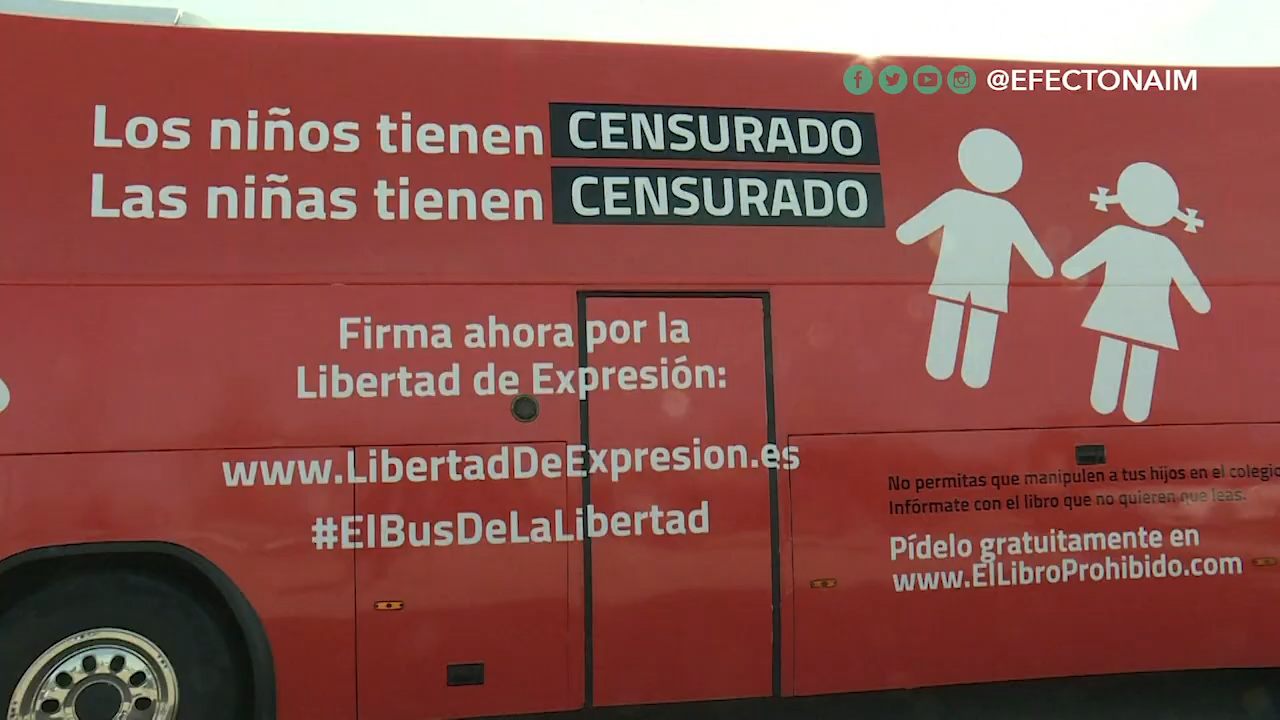 @EFECTONAIM
Los niños tienen CENSURADO
Las niñas tienen CENSURADO
Firma ahora por la
Libertad de Expresión:
www.LibertadDeExpresion.es
#ElBusDeLaLibertad
No permitas que manipulen a tus hijos en el colegio
Infórmate con el libro que no quieren que leas.
Pídelo gratuitamente en
www.ElLibroProhibido.com